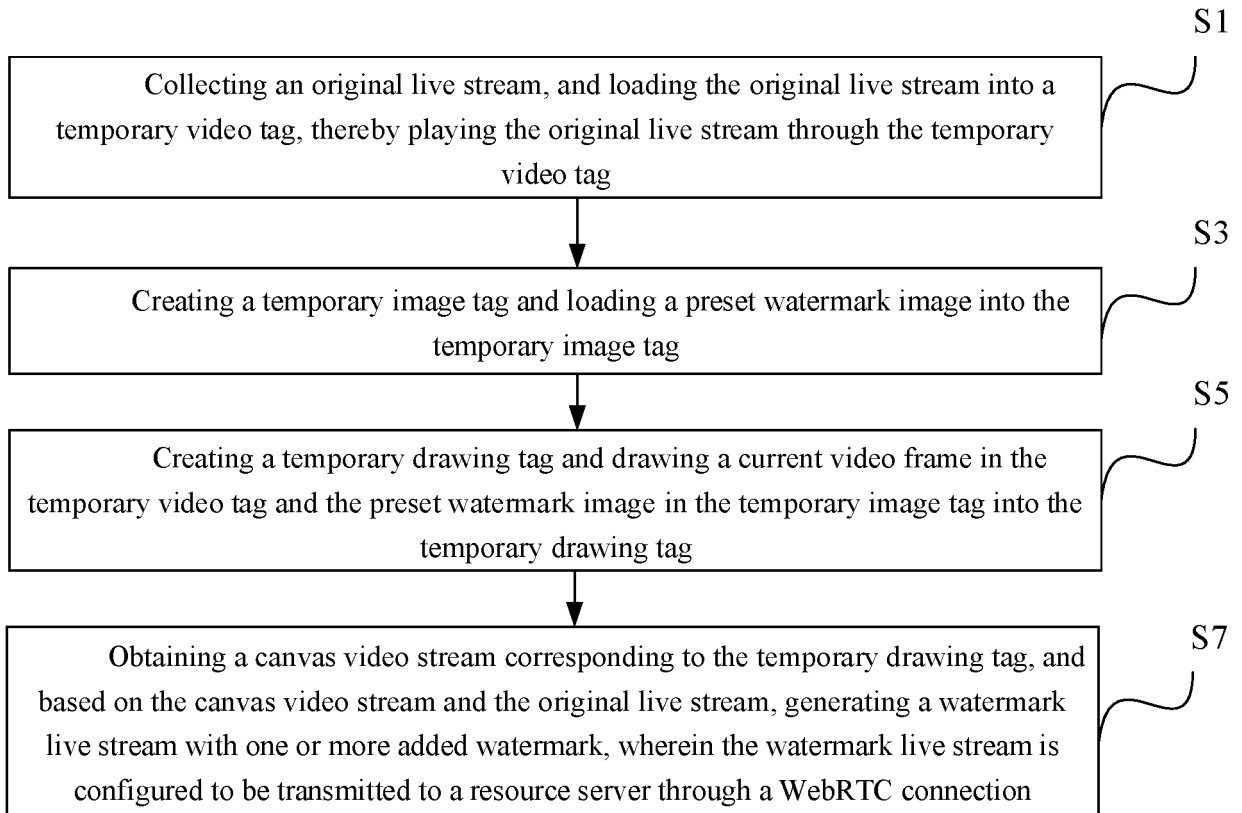 S1
Collecting an original live stream, and loading the original live stream into a
temporary video tag, thereby playing the original live stream through the temporary
video tag
S3
Creating a temporary image tag and loading a preset watermark image into the
temporary image tag
S5
Creating a temporary drawing tag and drawing a current video frame in the
temporary video tag and the preset watermark image in the temporary image tag into the
temporary drawing tag
S7
Obtaining a canvas video stream corresponding to the temporary drawing tag, and
based on the canvas video stream and the original live stream, generating a watermark
live stream with one or more added watermark, wherein the watermark live stream is
configured to be transmitted to a resource server through a WebRTC connection